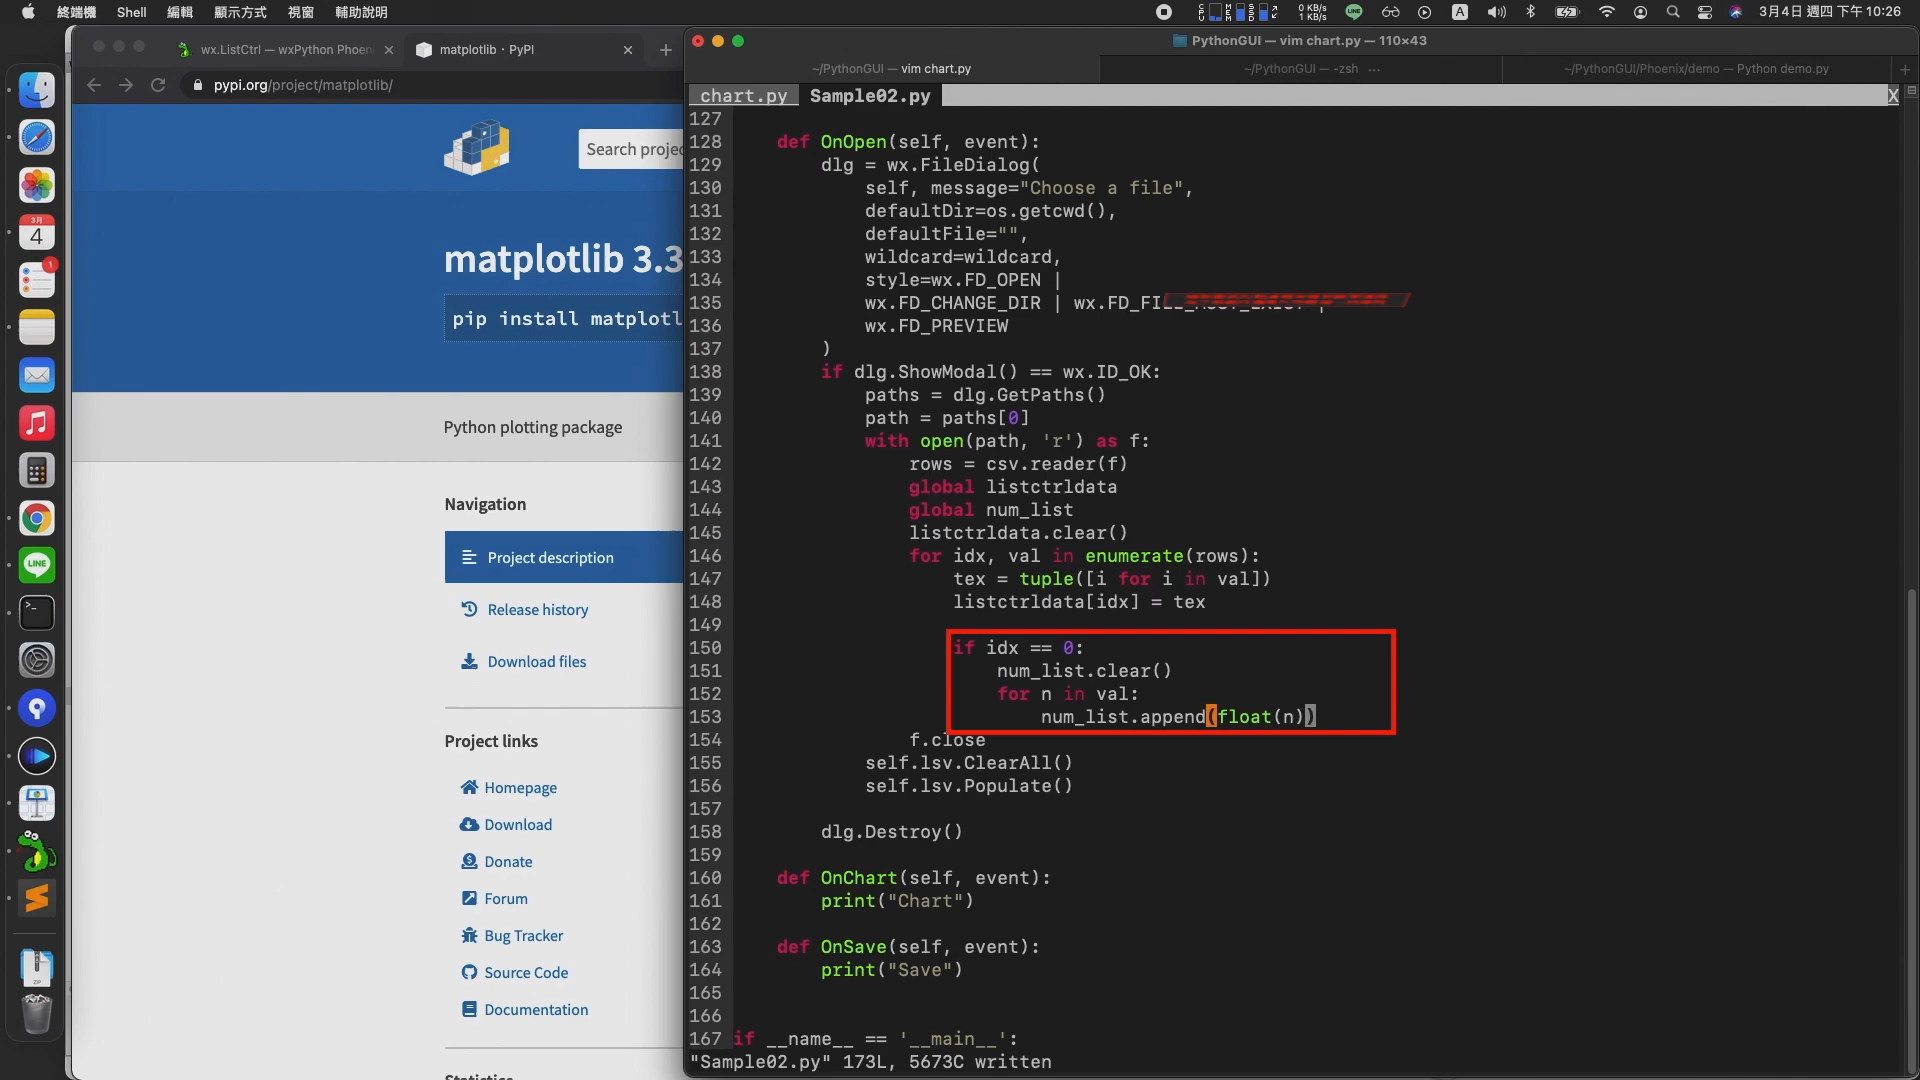 終端機 Shell 編輯 顯示方式 視窗 輔助說明
0 KB/s
1 KB/s
A
3月4日 週四 下午 10:26
wx.ListCtrl — wxPython Phoeni
matplotlib · PyPI
pypi.org/project/matplotlib/
3月
4
1
LINE
ZIP
Search projec
matplotlib 3.3
pip install matplotl
Python plotting package
Navigation
Project description
Release history
Download files
Project links
Homepage
Download
Donate
Forum
Bug Tracker
Source Code
Documentation
PythonGUI — vim chart.py — 110×43
~/PythonGUI — vim chart.py
~/PythonGUI — -zsh ...
~/PythonGUI/Phoenix/demo — Python demo.py
chart.py Sample02.py X
127
128 def OnOpen(self, event):
129 dlg = wx.FileDialog(
130 self, message="Choose a file",
131 defaultDir=os.getcwd(),
132 defaultFile="",
133 wildcard=wildcard,
134 style=wx.FD_OPEN |
135 wx.FD_CHANGE_DIR | wx.FD_FILE_MUST_EXIST |
136 wx.FD_PREVIEW
137 )
138 if dlg.ShowModal() == wx.ID_OK:
139 paths = dlg.GetPaths()
140 path = paths[0]
141 with open(path, 'r') as f:
142 rows = csv.reader(f)
143 global listctrldata
144 global num_list
145 listctrldata.clear()
146 for idx, val in enumerate(rows):
147 tex = tuple([i for i in val])
148 listctrldata[idx] = tex
149
150 if idx == 0:
151 num_list.clear()
152 for n in val:
153 num_list.append(float(n))
154 f.close
155 self.lsv.ClearAll()
156 self.lsv.Populate()
157
158 dlg.Destroy()
159
160 def OnChart(self, event):
161 print("Chart")
162
163 def OnSave(self, event):
164 print("Save")
165
166
167 if __name__ == '__main__':
"Sample02.py" 173L, 5673C written